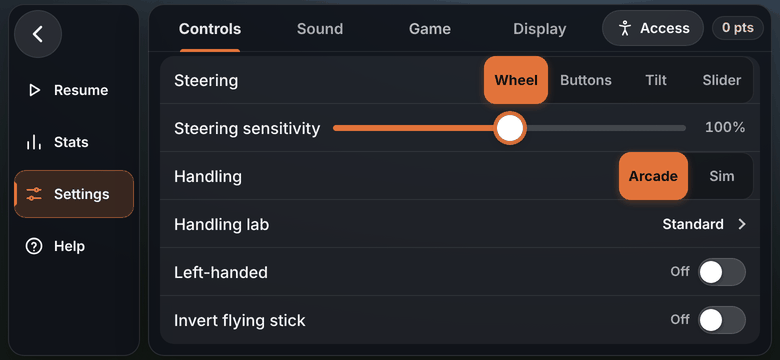 Controls Sound Game Display Access 0 pts
Resume
Stats
Settings
Help
Steering Wheel Buttons Tilt Slider
Steering sensitivity 100%
Handling Arcade Sim
Handling lab Standard
Left-handed Off
Invert flying stick Off